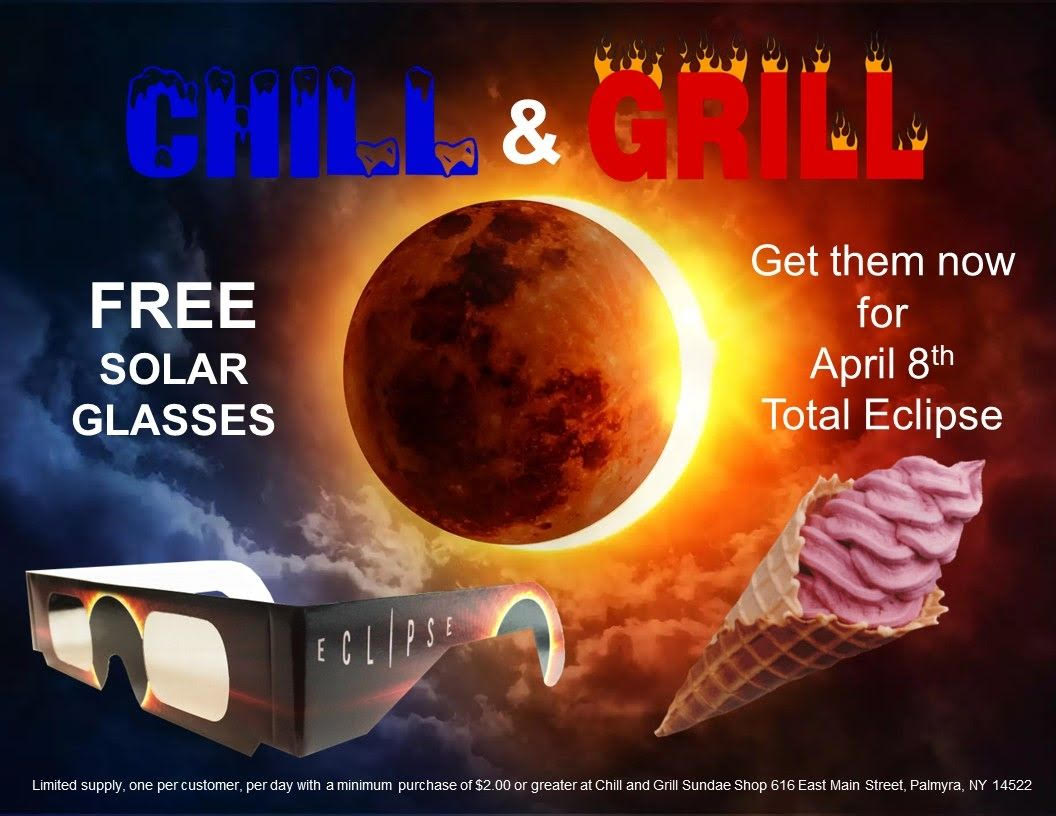 CHILL & GRILL
FREE
SOLAR
GLASSES
Get them now
for
April 8th
Total Eclipse
ECLIPSE
Limited supply, one per customer, per day with a minimum purchase of $2.00 or greater at Chill and Grill Sundae Shop 616 East Main Street, Palmyra, NY 14522